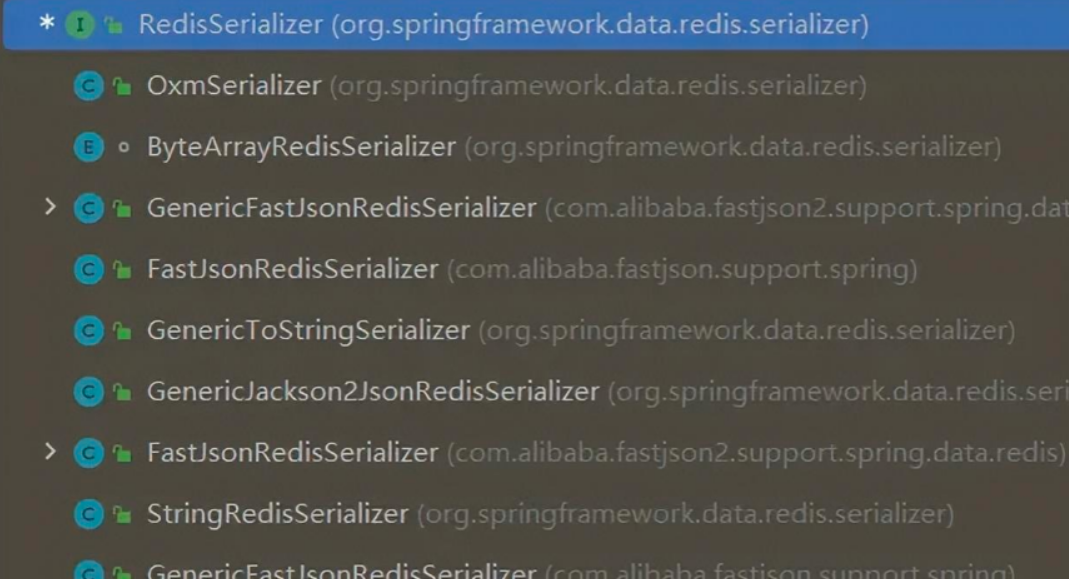 * I RedisSerializer (org.springframework.data.redis.serializer)
C OxmSerializer (org.springframework.data.redis.serializer)
E ByteArrayRedisSerializer (org.springframework.data.redis.serializer)
> C GenericFastJsonRedisSerializer (com.alibaba.fastjson2.support.spring.dat
C FastJsonRedisSerializer (com.alibaba.fastjson.support.spring)
C GenericToStringSerializer (org.springframework.data.redis.serializer)
C GenericJackson2JsonRedisSerializer (org.springframework.data.redis.seri
> C FastJsonRedisSerializer (com.alibaba.fastjson2.support.spring.data.redis)
C StringRedisSerializer (org.springframework.data.redis.serializer)
C GenericFastJsonRedisSerializer (com.alibaba.fastjson.support.spring)